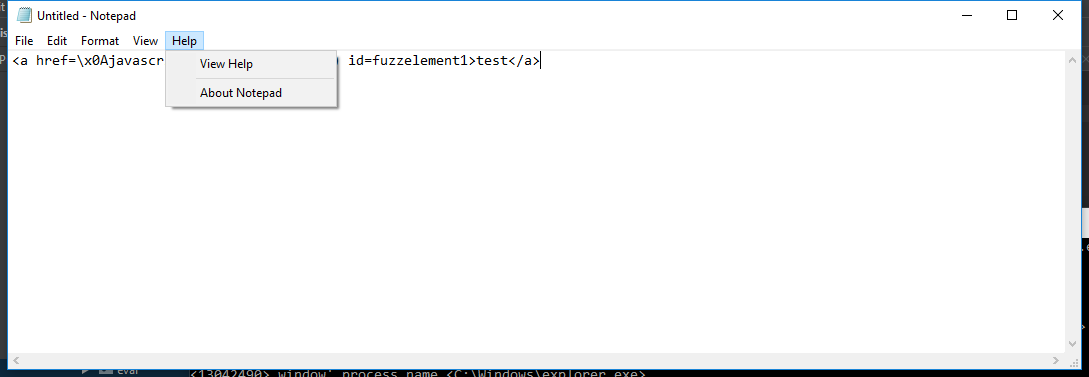 Untitled - Notepad
File Edit Format View Help
<a href=\x0Ajavascr id=fuzzelement1>test</a>
View Help
About Notepad
eval
<13042490> window' process name <C:\Windows\explorer.exe>